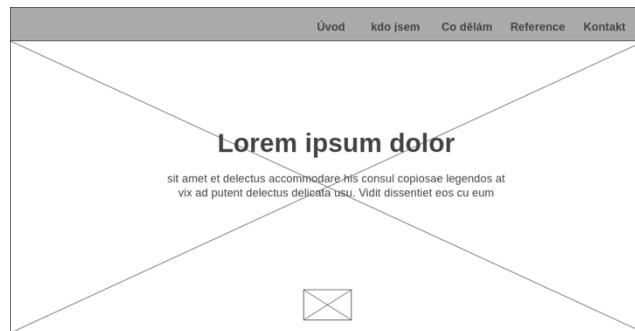 Úvod kdo jsem Co dělám Reference Kontakt
Lorem ipsum dolor
sit amet et delectus accommodare his consul copiosae legendos at
vix ad putent delectus delicata usu. Vidit dissentiet eos cu eum